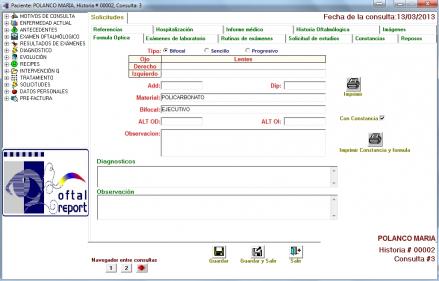 Paciente: POLANCO MARIA, Historia # 00002, Consulta: 3
MOTIVOS DE CONSULTA
ENFERMEDAD ACTUAL
ANTECEDENTES
EXAMEN OFTALMOLÓGICO
RESULTADOS DE EXÁMENES
DIAGNOSTICO
EVOLUCIÓN
RECIPES
INTERVENCIÓN Q
TRATAMIENTO
SOLICITUDES
DATOS PERSONALES
PRE-FACTURA
oftal
report
Solicitudes
Fecha de la consulta:13/03/2013
Referencias Hospitalización Informe médico Historia Oftalmologica Imágenes
Formula Optica Exámenes de laboratorio Rutinas de exámenes Solicitud de estudios Constancias Reposos
Tipo: Bifocal Sencillo Progresivo
Ojo Lentes
Derecho
Izquierdo
Add: Dip:
Imprimir
Material: POLICARBONATO
Bifocal: EJECUTIVO
Con Constancia
ALT OD: ALT OI:
Observacion:
Imprimir Constancia y formula
Diagnosticos
Observación
POLANCO MARIA
Historia # 00002
Consulta #3
Navegador entre consultas
1 2
Guardar Guardar y Salir Salir